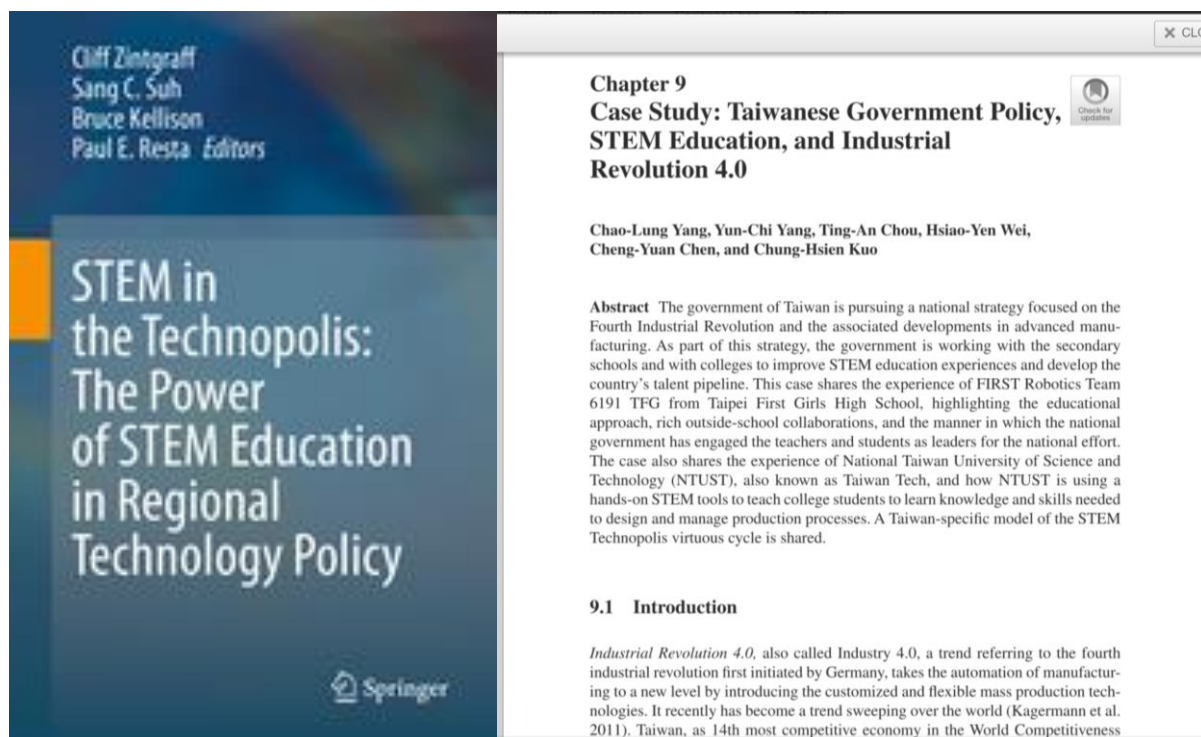 Cliff Zintgraff
Sang C. Suh
Bruce Kellison
Paul E. Resta Editors
STEM in
the Technopolis:
The Power
of STEM Education
in Regional
Technology Policy
Springer
CLO
Chapter 9
Case Study: Taiwanese Government Policy,
STEM Education, and Industrial
Revolution 4.0
Check for
updates
Chao-Lung Yang, Yun-Chi Yang, Ting-An Chou, Hsiao-Yen Wei,
Cheng-Yuan Chen, and Chung-Hsien Kuo
Abstract The government of Taiwan is pursuing a national strategy focused on the
Fourth Industrial Revolution and the associated developments in advanced manu-
facturing. As part of this strategy, the government is working with the secondary
schools and with colleges to improve STEM education experiences and develop the
country's talent pipeline. This case shares the experience of FIRST Robotics Team
6191 TFG from Taipei First Girls High School, highlighting the educational
approach, rich outside-school collaborations, and the manner in which the national
government has engaged the teachers and students as leaders for the national effort.
The case also shares the experience of National Taiwan University of Science and
Technology (NTUST), also known as Taiwan Tech, and how NTUST is using a
hands-on STEM tools to teach college students to learn knowledge and skills needed
to design and manage production processes. A Taiwan-specific model of the STEM
Technopolis virtuous cycle is shared.
9.1 Introduction
Industrial Revolution 4.0, also called Industry 4.0, a trend referring to the fourth
industrial revolution first initiated by Germany, takes the automation of manufactur-
ing to a new level by introducing the customized and flexible mass production tech-
nologies. It recently has become a trend sweeping over the world (Kagermann et al.
2011). Taiwan, as 14th most competitive economy in the World Competitiveness